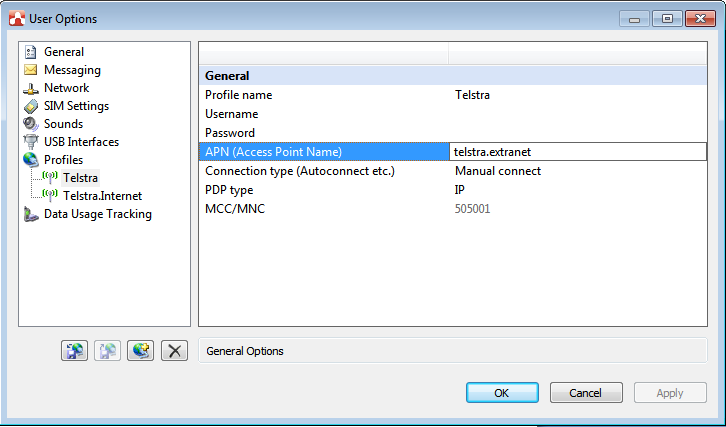 User Options
General
Messaging
Network
SIM Settings
Sounds
USB Interfaces
Profiles
Telstra
Telstra.Internet
Data Usage Tracking
General
Profile name Telstra
Username
Password
APN (Access Point Name) telstra.extranet
Connection type (Autoconnect etc.) Manual connect
PDP type IP
MCC/MNC 505001
General Options
OK Cancel Apply